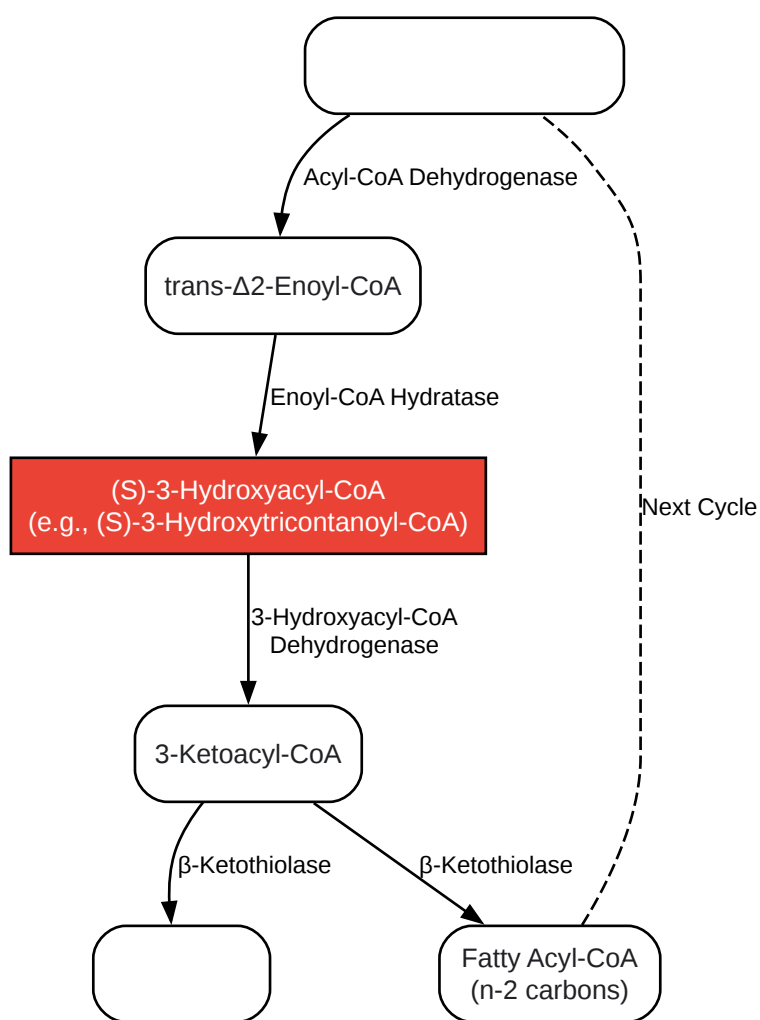 Acyl-CoA Dehydrogenase
trans-Δ2-Enoyl-CoA
Enoyl-CoA Hydratase
(S)-3-Hydroxyacyl-CoA
(e.g., (S)-3-Hydroxytricontanoyl-CoA)
Next Cycle
3-Hydroxyacyl-CoA
Dehydrogenase
3-Ketoacyl-CoA
β-Ketothiolase
β-Ketothiolase
Fatty Acyl-CoA
(n-2 carbons)